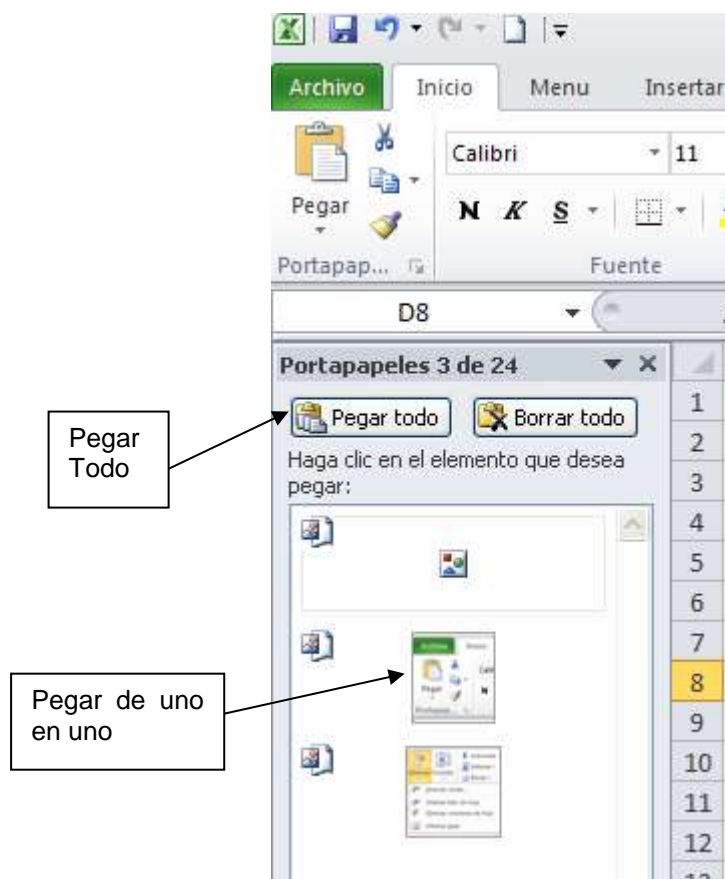 Archivo Inicio Menu Insertar
Calibri 11
Pegar N K S
Portapap... Fuente
D8
Portapapeles 3 de 24
Pegar todo Borrar todo
Haga clic en el elemento que desea
pegar:
Pegar
Todo
Pegar de uno
en uno
1
2
3
4
5
6
7
8
9
10
11
12